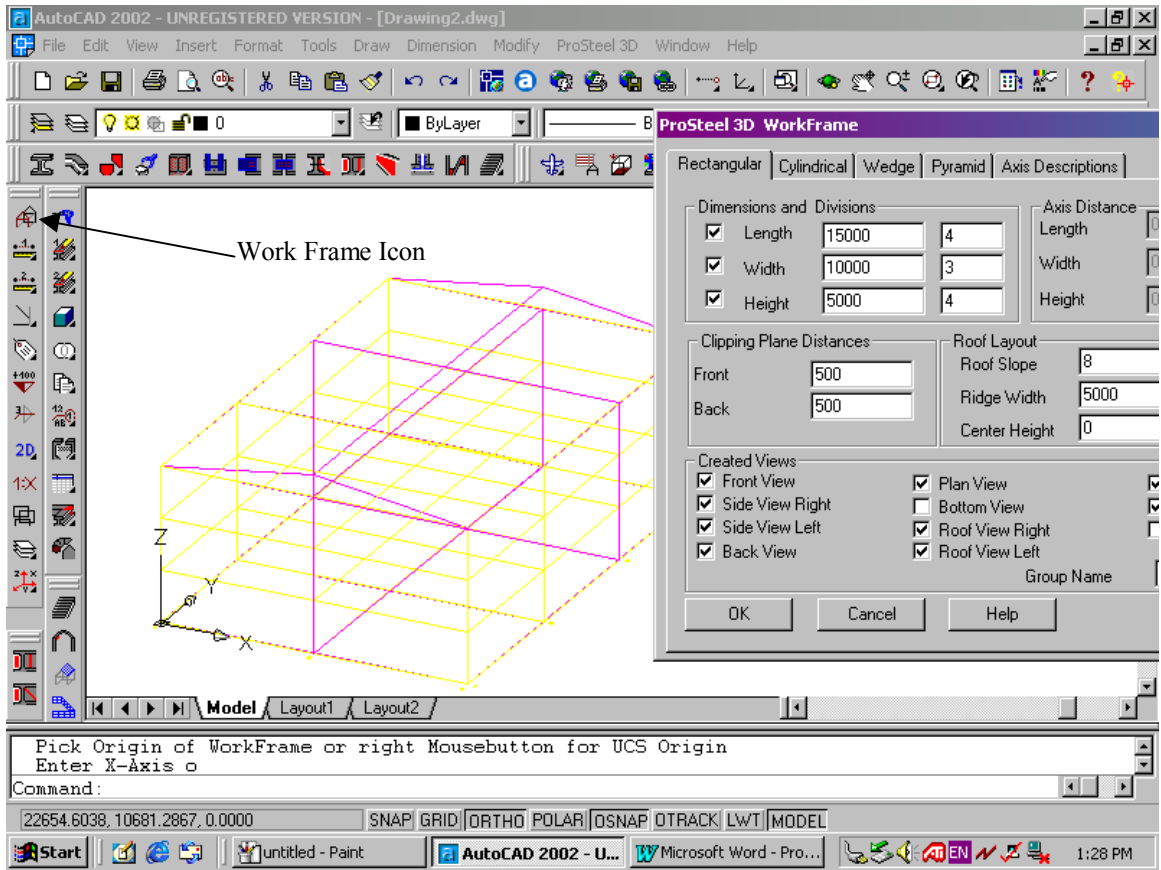 AutoCAD 2002 - UNREGISTERED VERSION - [Drawing2.dwg]
File Edit View Insert Format Tools Draw Dimension Modify ProSteel 3D Window Help
0 ByLayer B
ProSteel 3D WorkFrame
Rectangular Cylindrical Wedge Pyramid Axis Descriptions
Dimensions and Divisions
Length 15000 4
Width 10000 3
Height 5000 4
Axis Distance
Length 0
Width 0
Height 0
Clipping Plane Distances
Front 500
Back 500
Roof Layout
Roof Slope 8
Ridge Width 5000
Center Height 0
Created Views
Front View
Side View Right
Side View Left
Back View
Plan View
Bottom View
Roof View Right
Roof View Left
Group Name
OK Cancel Help
Work Frame Icon
+100
2D
1:X
Z
Y
X
Model Layout1 Layout2
Pick Origin of WorkFrame or right Mousebutton for UCS Origin
Enter X-Axis o
Command:
22654.6038, 10681.2867, 0.0000 SNAP GRID ORTHO POLAR OSNAP OTRACK LWT MODEL
Start untitled - Paint AutoCAD 2002 - U... Microsoft Word - Pro... ATI EN 1:28 PM